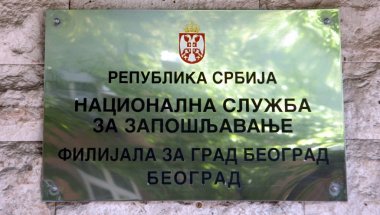 РЕПУБЛИКА СРБИЈА
НАЦИОНАЛНА СЛУЖБА
ЗА ЗАПОШЉАВАЊЕ
ФИЛИЈАЛА ЗА ГРАД БЕОГРАД
БЕОГРАД